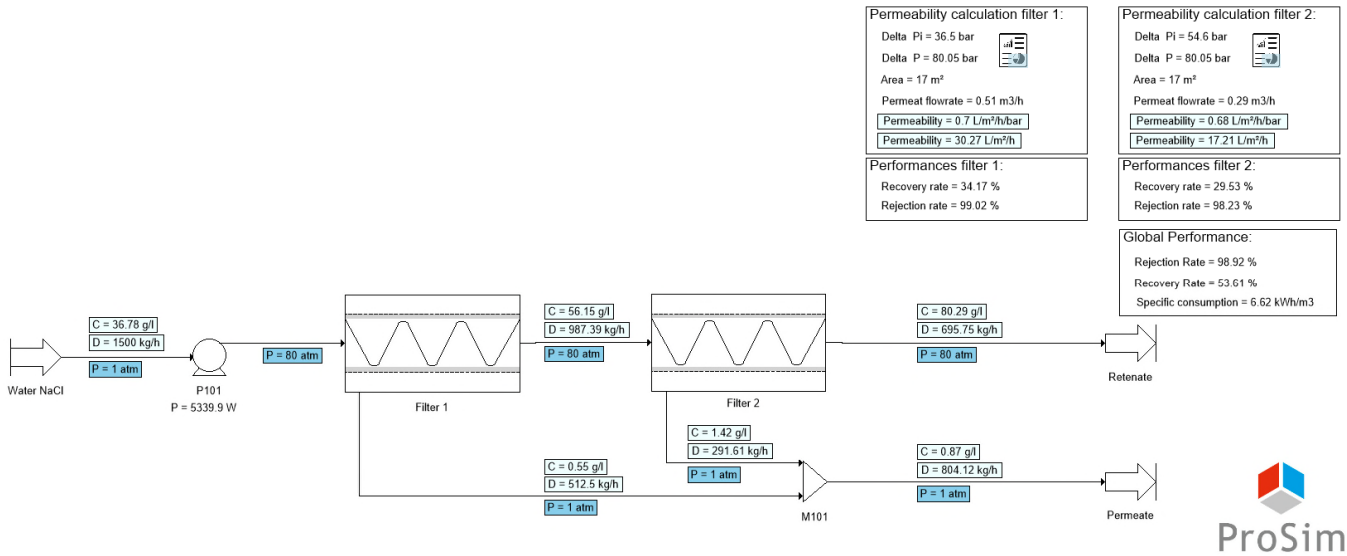 Permeability calculation filter 1:
Delta Pi = 36.5 bar
Delta P = 80.05 bar
Area = 17 m²
Permeat flowrate = 0.51 m3/h
Permeability = 0.7 L/m²/h/bar
Permeability = 30.27 L/m²/h
Performances filter 1:
Recovery rate = 34.17 %
Rejection rate = 99.02 %
Permeability calculation filter 2:
Delta Pi = 54.6 bar
Delta P = 80.05 bar
Area = 17 m²
Permeat flowrate = 0.29 m3/h
Permeability = 0.68 L/m²/h/bar
Permeability = 17.21 L/m²/h
Performances filter 2:
Recovery rate = 29.53 %
Rejection rate = 98.23 %
Global Performance:
Rejection Rate = 98.92 %
Recovery Rate = 53.61 %
Specific consumption = 6.62 kWh/m3
C = 36.78 g/l
D = 1500 kg/h
P = 1 atm
Water NaCl
P101
P = 5339.9 W
P = 80 atm
Filter 1
C = 56.15 g/l
D = 987.39 kg/h
P = 80 atm
Filter 2
C = 80.29 g/l
D = 695.75 kg/h
P = 80 atm
Retenate
C = 1.42 g/l
D = 291.61 kg/h
P = 1 atm
C = 0.55 g/l
D = 512.5 kg/h
P = 1 atm
M101
C = 0.87 g/l
D = 804.12 kg/h
P = 1 atm
Permeate
ProSim